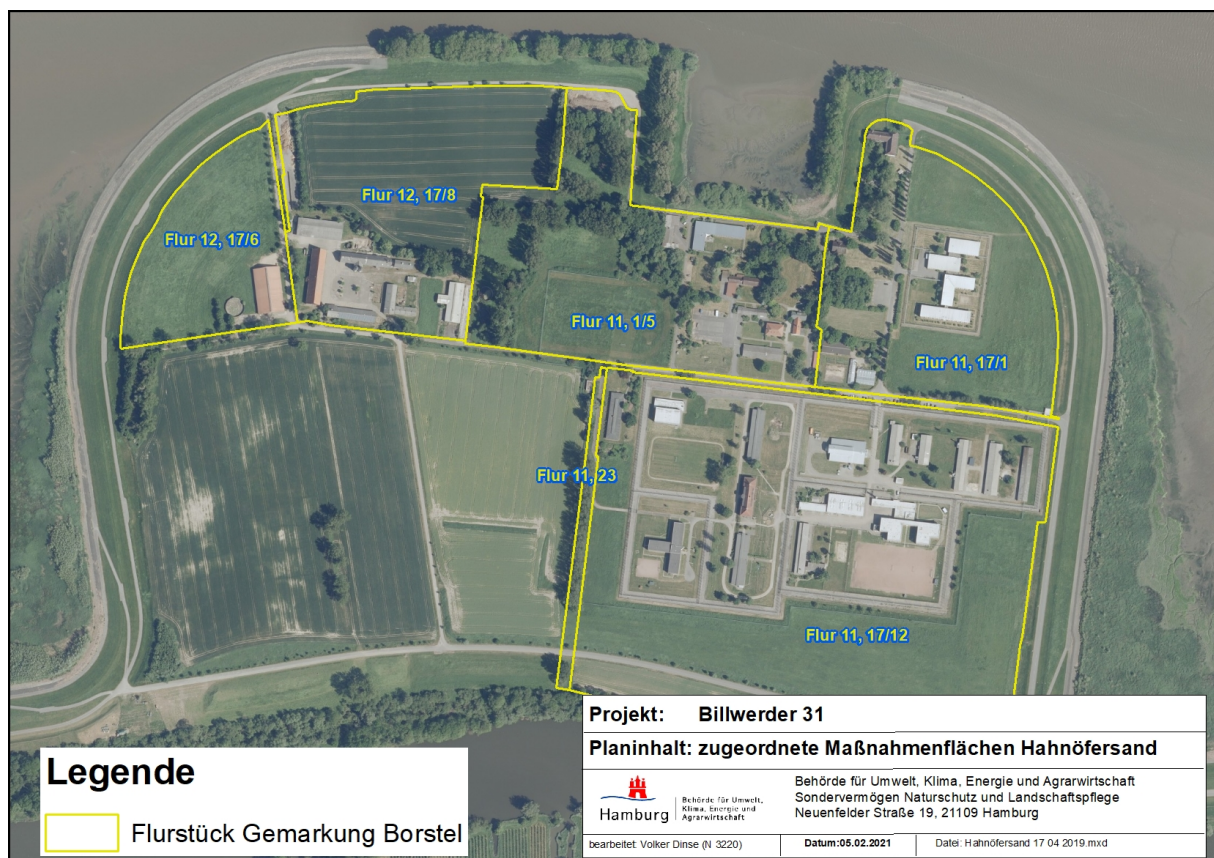 Flur 12, 17/8
Flur 12, 17/6
Flur 11, 1/5
Flur 11, 17/1
Flur 11, 23
Flur 11, 17/12
Legende
Flurstück Gemarkung Borstel
Projekt: Billwerder 31
Planinhalt: zugeordnete Maßnahmenflächen Hahnöfersand
Hamburg
Behörde für Umwelt,
Klima, Energie und
Agrarwirtschaft
Behörde für Umwelt, Klima, Energie und Agrarwirtschaft
Sondervermögen Naturschutz und Landschaftspflege
Neuenfelder Straße 19, 21109 Hamburg
bearbeitet: Volker Dinse (N 3220)
Datum:05.02.2021
Datei: Hahnöfersand 17 04 2019.mxd